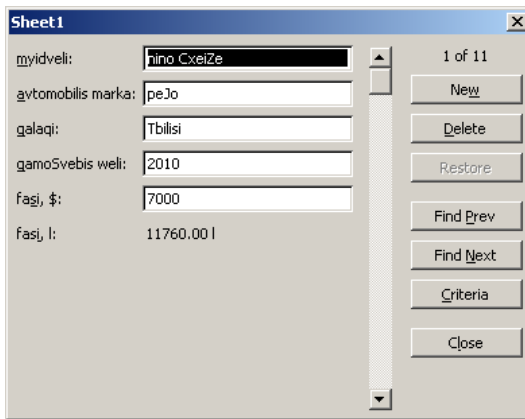 Sheet1
myidveli: nino CxeiZe
avtomobilis marka: peJo
galaqi: Tbilisi
gamoSvebis weli: 2010
fasi, $: 7000
fasi, l: 11760.00 l
1 of 11
New
Delete
Restore
Find Prev
Find Next
Criteria
Close